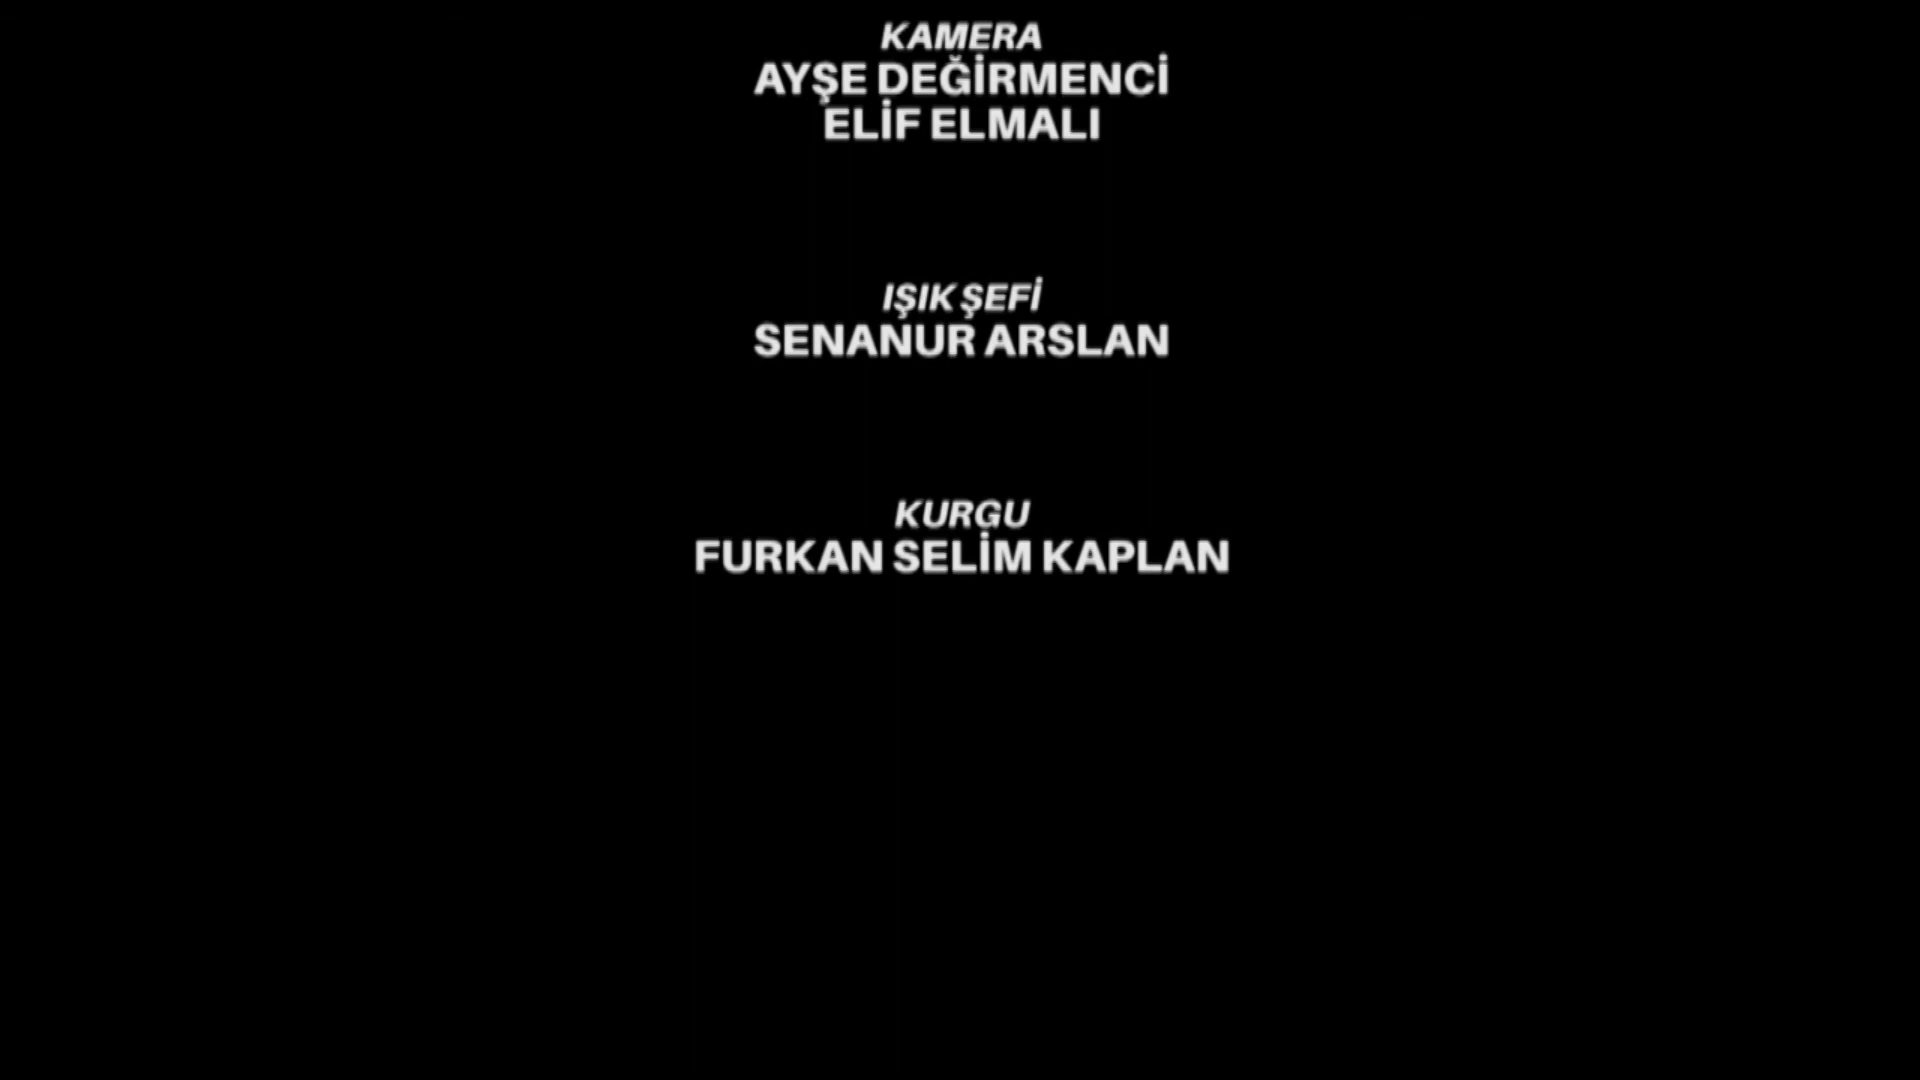 KAMERA
AYŞE DEĞİRMENCİ
ELİF ELMALI
IŞIK ŞEFİ
SENANUR ARSLAN
KURGU
FURKAN SELİM KAPLAN